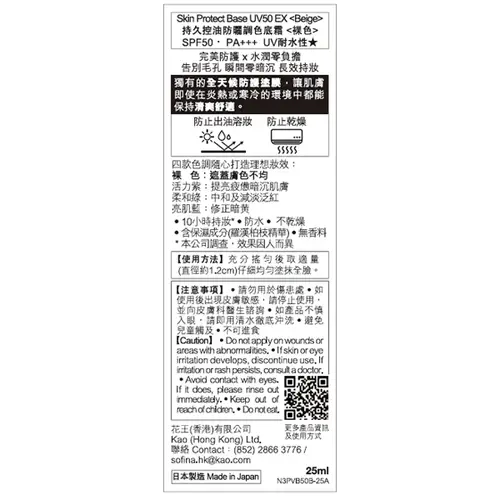 Skin Protect Base UV50 EX <Beige>
持久控油防曬調色底霜 <裸色>
SPF50・PA+++ UV耐水性★
完美防護 x 水潤零負擔
告別毛孔 瞬間零暗沉 長效持妝
獨有的全天候防護塗膜，讓肌膚
即使在炎熱或寒冷的環境中都能
保持清爽舒適。
防止出油溶妝 防止乾燥
四款色調隨心打造理想妝效：
裸 色：遮蓋膚色不均
活力紫：提亮疲憊暗沉肌膚
柔和綠：中和及減淡泛紅
亮肌藍：修正暗黄
・10小時持妝*・防水・不乾燥
・含保濕成分(羅漢柏枝精華)・無香料
*本公司調查，效果因人而異
【使用方法】充分搖勻後取適量
(直徑約1.2cm)仔細均勻塗抹全臉。
【注意事項】・請勿用於傷患處・如
使用後出現皮膚敏感，請停止使用，
並向皮膚科醫生諮詢・如產品不慎
入眼，請即用清水徹底沖洗・避免
兒童觸及・不可進食
【Caution】・Do not apply on wounds or
areas with abnormalities.・If skin or eye
irritation develops, discontinue use. If
irritation or rash persists, consult a doctor.
・Avoid contact with eyes.
If it does, please rinse out
immediately.・Keep out of
reach of children.・Do not eat.
花王(香港)有限公司
Kao (Hong Kong) Ltd.
聯絡 Contact：
(852) 2866 3776 /
sofina.hk@kao.com
更多產品資訊
及使用方式
日本製造 Made in Japan
25ml
N3PVB50B-25A